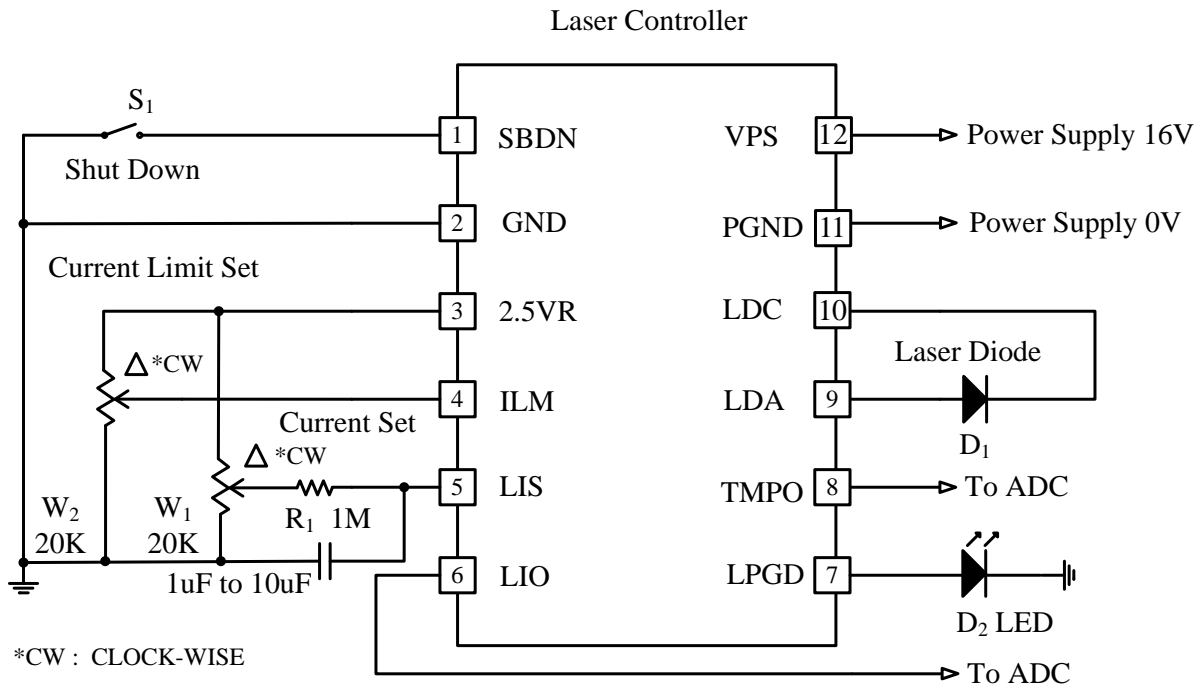 Laser Controller
S1
Shut Down
1 SBDN
VPS 12
Power Supply 16V
2 GND
PGND 11
Power Supply 0V
Current Limit Set
3 2.5VR
LDC 10
Laser Diode
*CW
4 ILM
LDA 9
D1
Current Set
*CW
5 LIS
TMPO 8
To ADC
W2
20K
W1
20K
R1 1M
1uF to 10uF
6 LIO
LPGD 7
D2 LED
*CW : CLOCK-WISE
To ADC